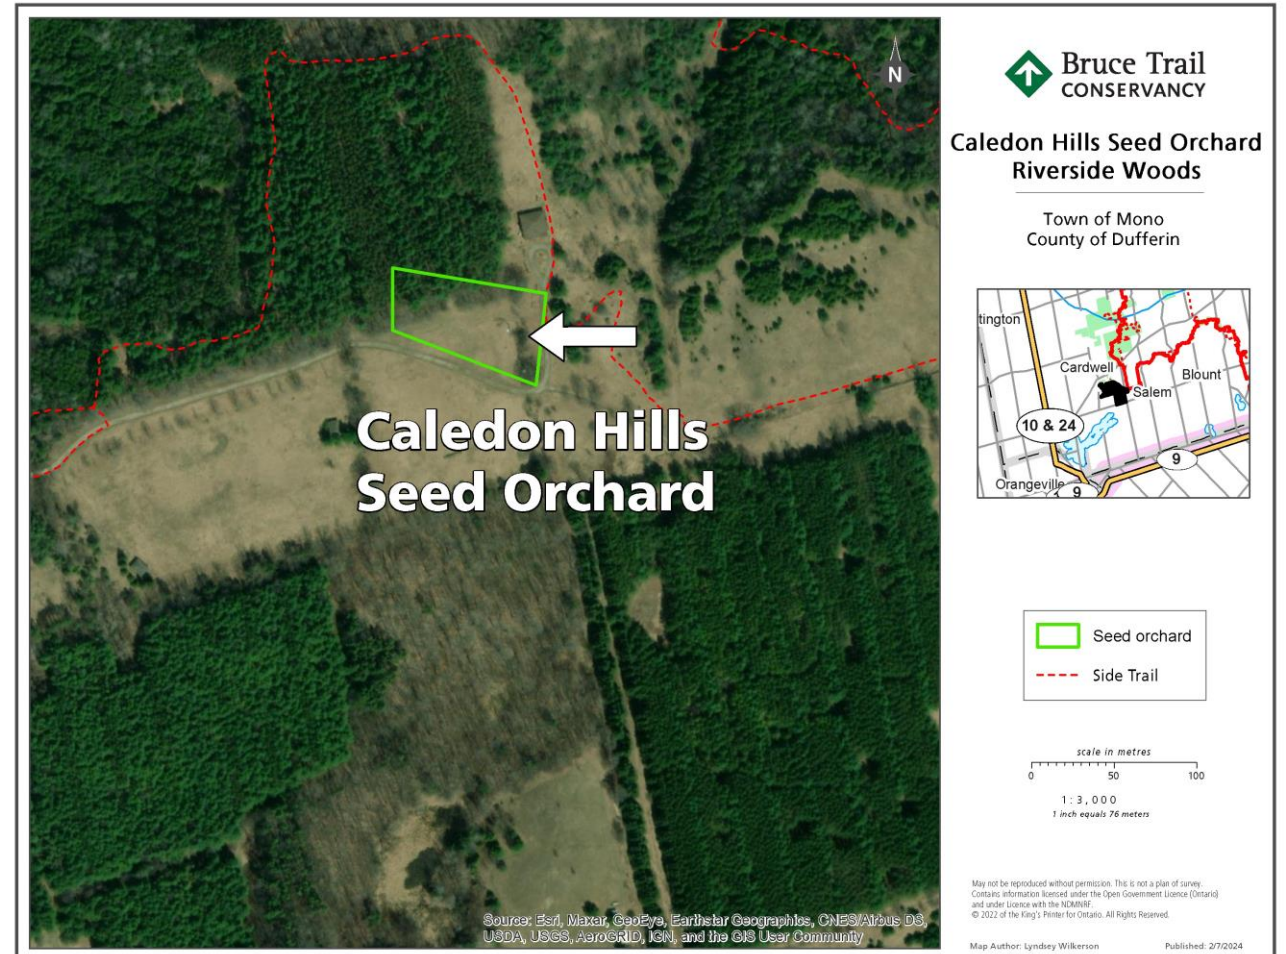 N
Caledon Hills
Seed Orchard
Source: Esri, Maxar, GeoEye, Earthstar Geographics, CNES/Airbus DS,
USDA, USGS, AeroGRID, IGN, and the GIS User Community
Bruce Trail
CONSERVANCY
Caledon Hills Seed Orchard
Riverside Woods
Town of Mono
County of Dufferin
tington
Cardwell
Blount
Salem
10 & 24
9
Orangeville
9
Seed orchard
Side Trail
scale in metres
0 50 100
1:3,000
1 inch equals 76 meters
May not be reproduced without permission. This is not a plan of survey.
Contains information licensed under the Open Government Licence (Ontario)
and under Licence with the NDMNRF.
© 2022 of the King's Printer for Ontario. All Rights Reserved.
Map Author: Lyndsey Wilkerson Published: 2/7/2024